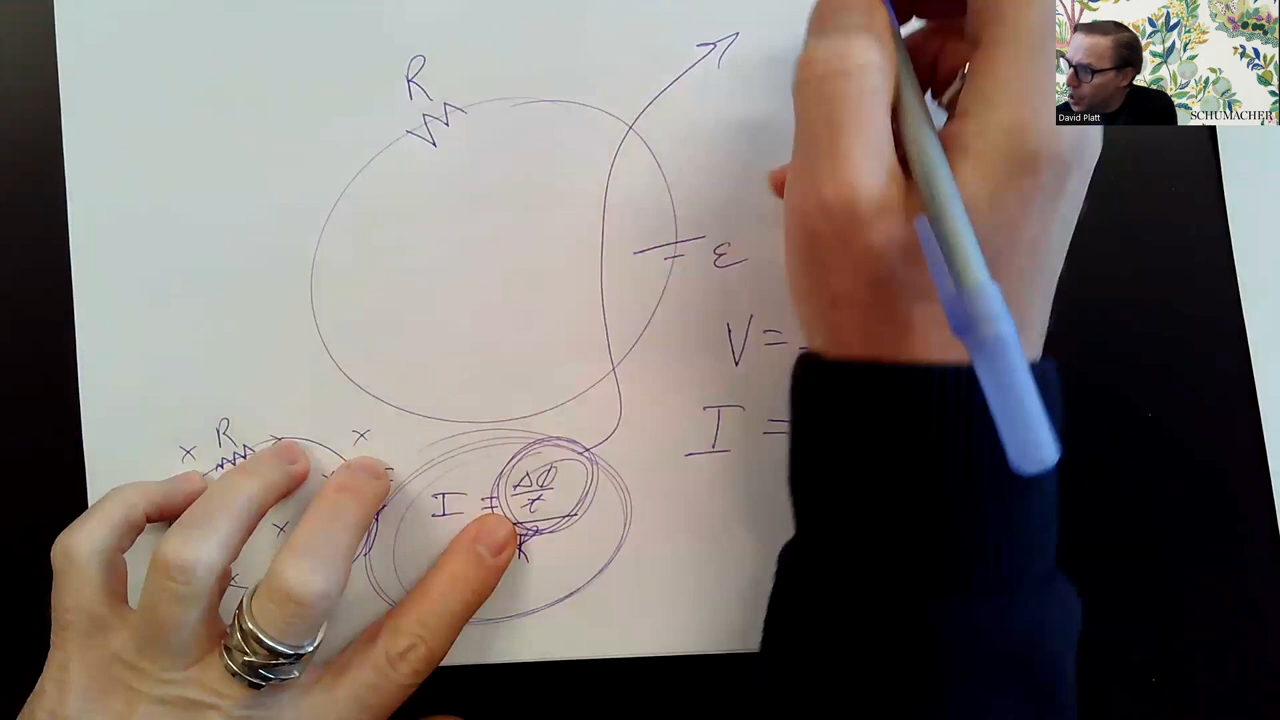 R
ε
V =
I =
R
I = ΔΦ
t
R
David Platt
SCHUMACHER